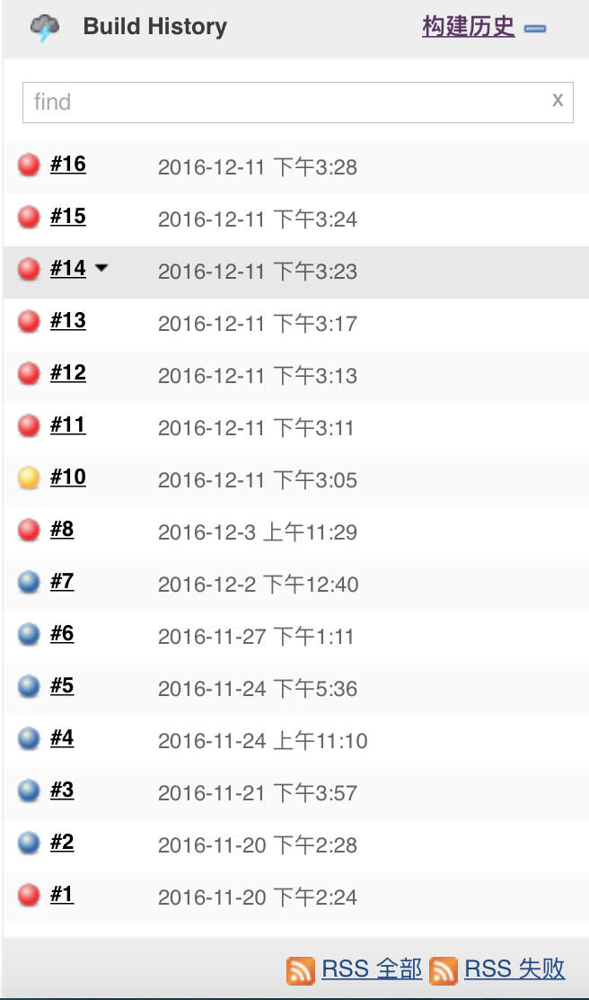 Build History 构建历史
find x
#16 2016-12-11 下午3:28
#15 2016-12-11 下午3:24
#14 2016-12-11 下午3:23
#13 2016-12-11 下午3:17
#12 2016-12-11 下午3:13
#11 2016-12-11 下午3:11
#10 2016-12-11 下午3:05
#8 2016-12-3 上午11:29
#7 2016-12-2 下午12:40
#6 2016-11-27 下午1:11
#5 2016-11-24 下午5:36
#4 2016-11-24 上午11:10
#3 2016-11-21 下午3:57
#2 2016-11-20 下午2:28
#1 2016-11-20 下午2:24
RSS 全部 RSS 失败